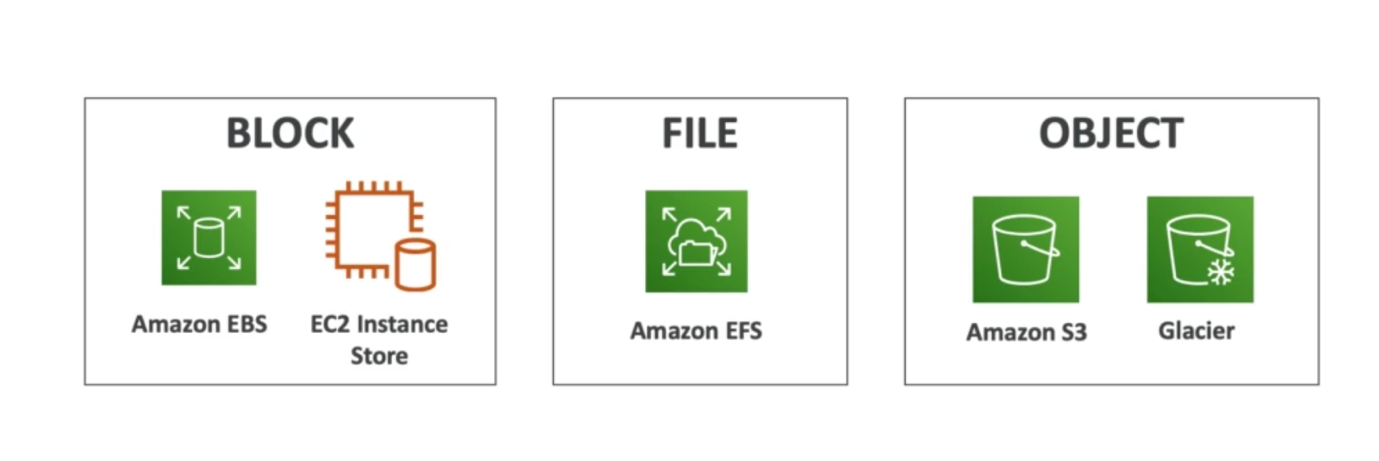 BLOCK
Amazon EBS
EC2 Instance
Store
FILE
Amazon EFS
OBJECT
Amazon S3
Glacier